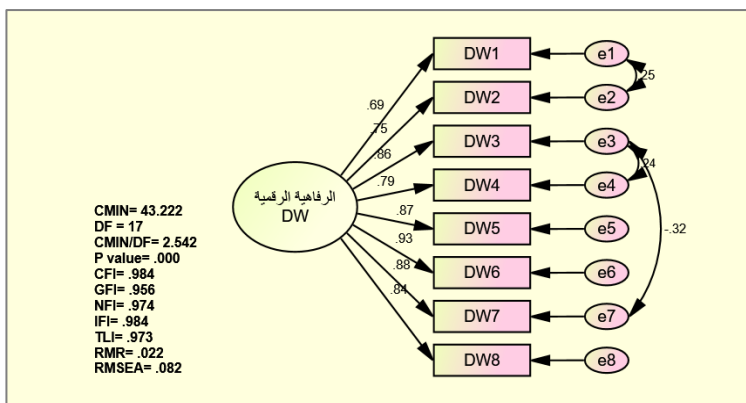 DW1
e1
.25
.69
DW2
e2
.75
DW3
e3
.86
.24
DW4
e4
.79
الرفاهية الرقمية
DW
DW5
e5
.87
-.32
DW6
e6
.93
DW7
e7
.88
DW8
e8
.84
CMIN= 43.222
DF = 17
CMIN/DF= 2.542
P value= .000
CFI= .984
GFI= .956
NFI= .974
IFI= .984
TLI= .973
RMR= .022
RMSEA= .082